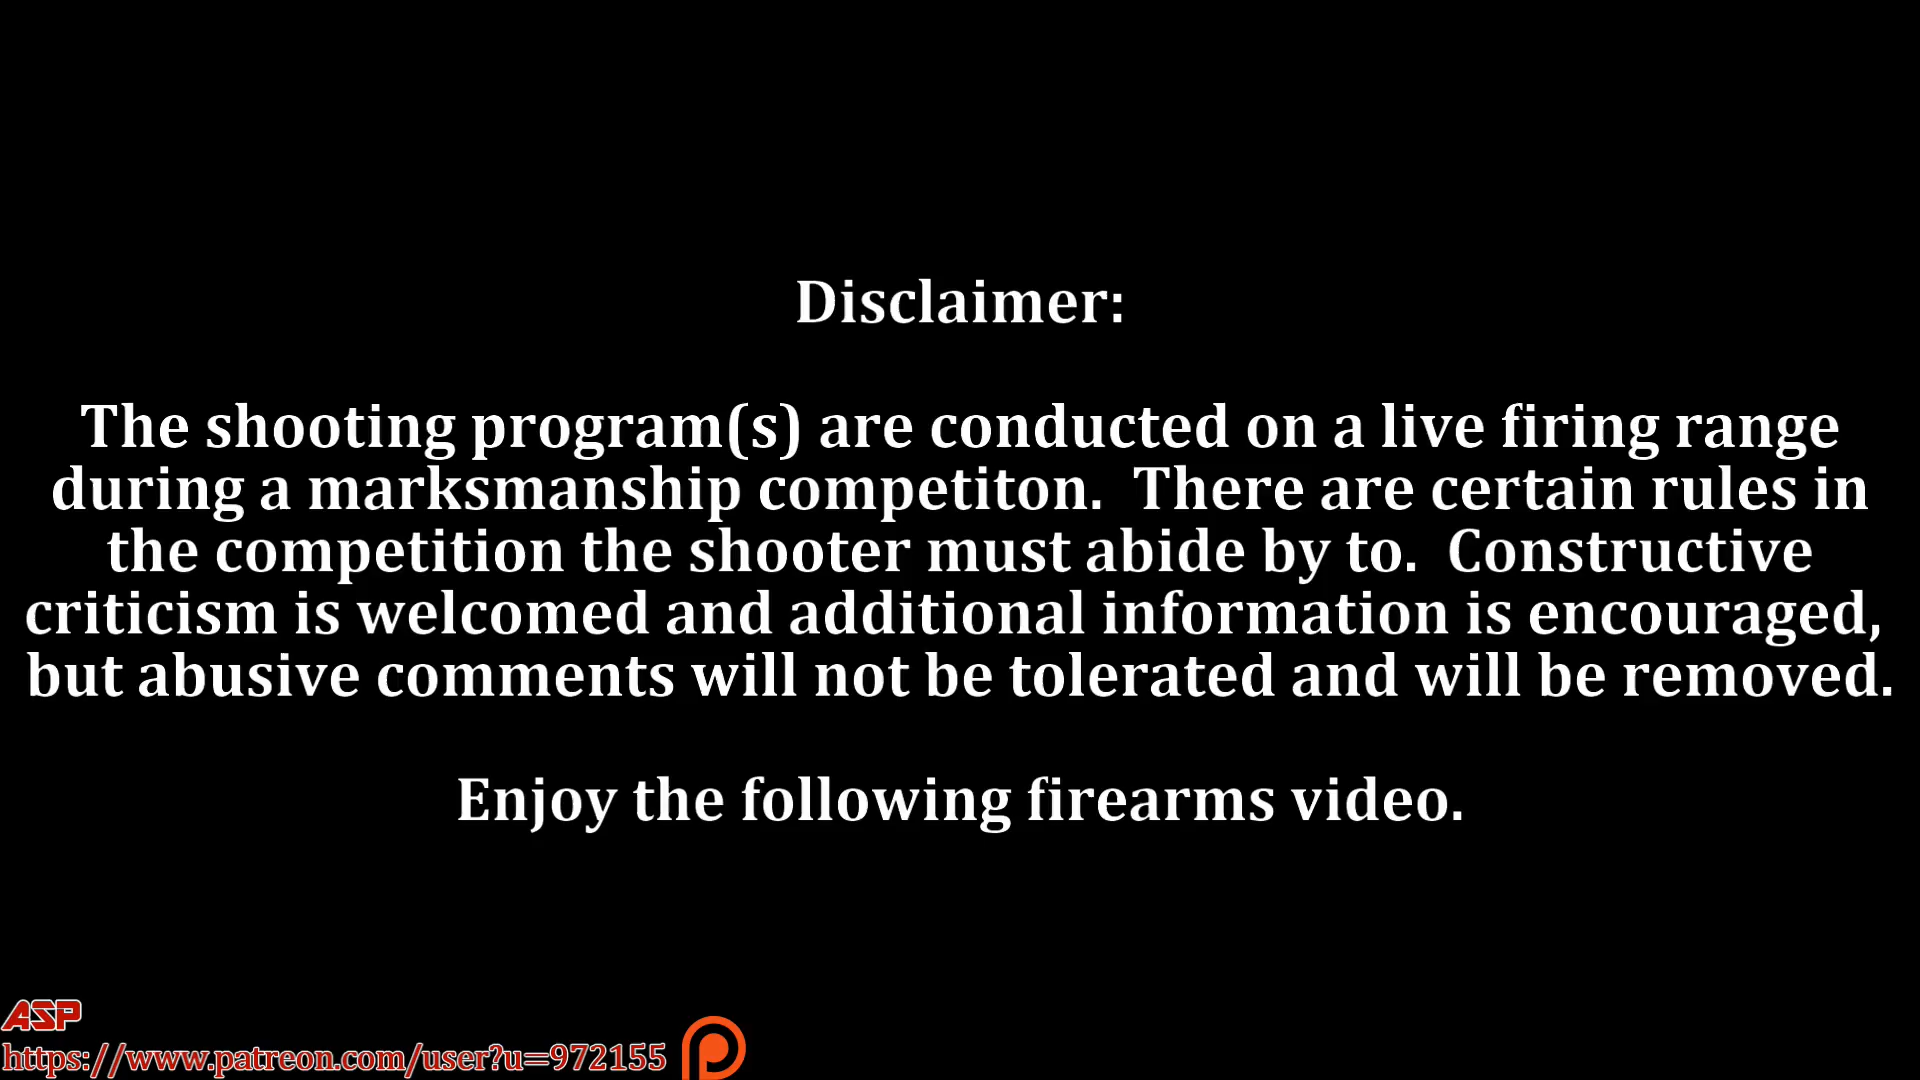 Disclaimer:
The shooting program(s) are conducted on a live firing range
during a marksmanship competiton.  There are certain rules in
the competition the shooter must abide by to.  Constructive
criticism is welcomed and additional information is encouraged,
but abusive comments will not be tolerated and will be removed.
Enjoy the following firearms video.
ASP
https://www.patreon.com/user?u=972155